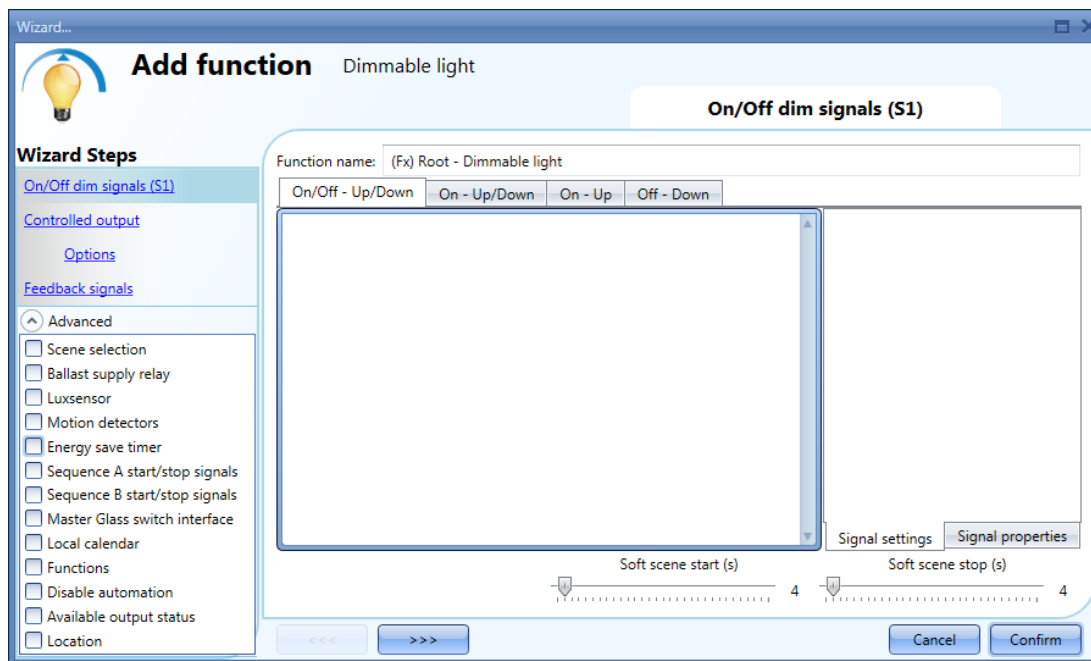 Wizard...
Add function Dimmable light
On/Off dim signals (S1)
Wizard Steps
On/Off dim signals (S1)
Controlled output
Options
Feedback signals
Advanced
Scene selection
Ballast supply relay
Luxsensor
Motion detectors
Energy save timer
Sequence A start/stop signals
Sequence B start/stop signals
Master Glass switch interface
Local calendar
Functions
Disable automation
Available output status
Location
Function name: (Fx) Root - Dimmable light
On/Off - Up/Down On - Up/Down On - Up Off - Down
Signal settings Signal properties
Soft scene start (s) Soft scene stop (s)
4 4
<<< >>> Cancel Confirm